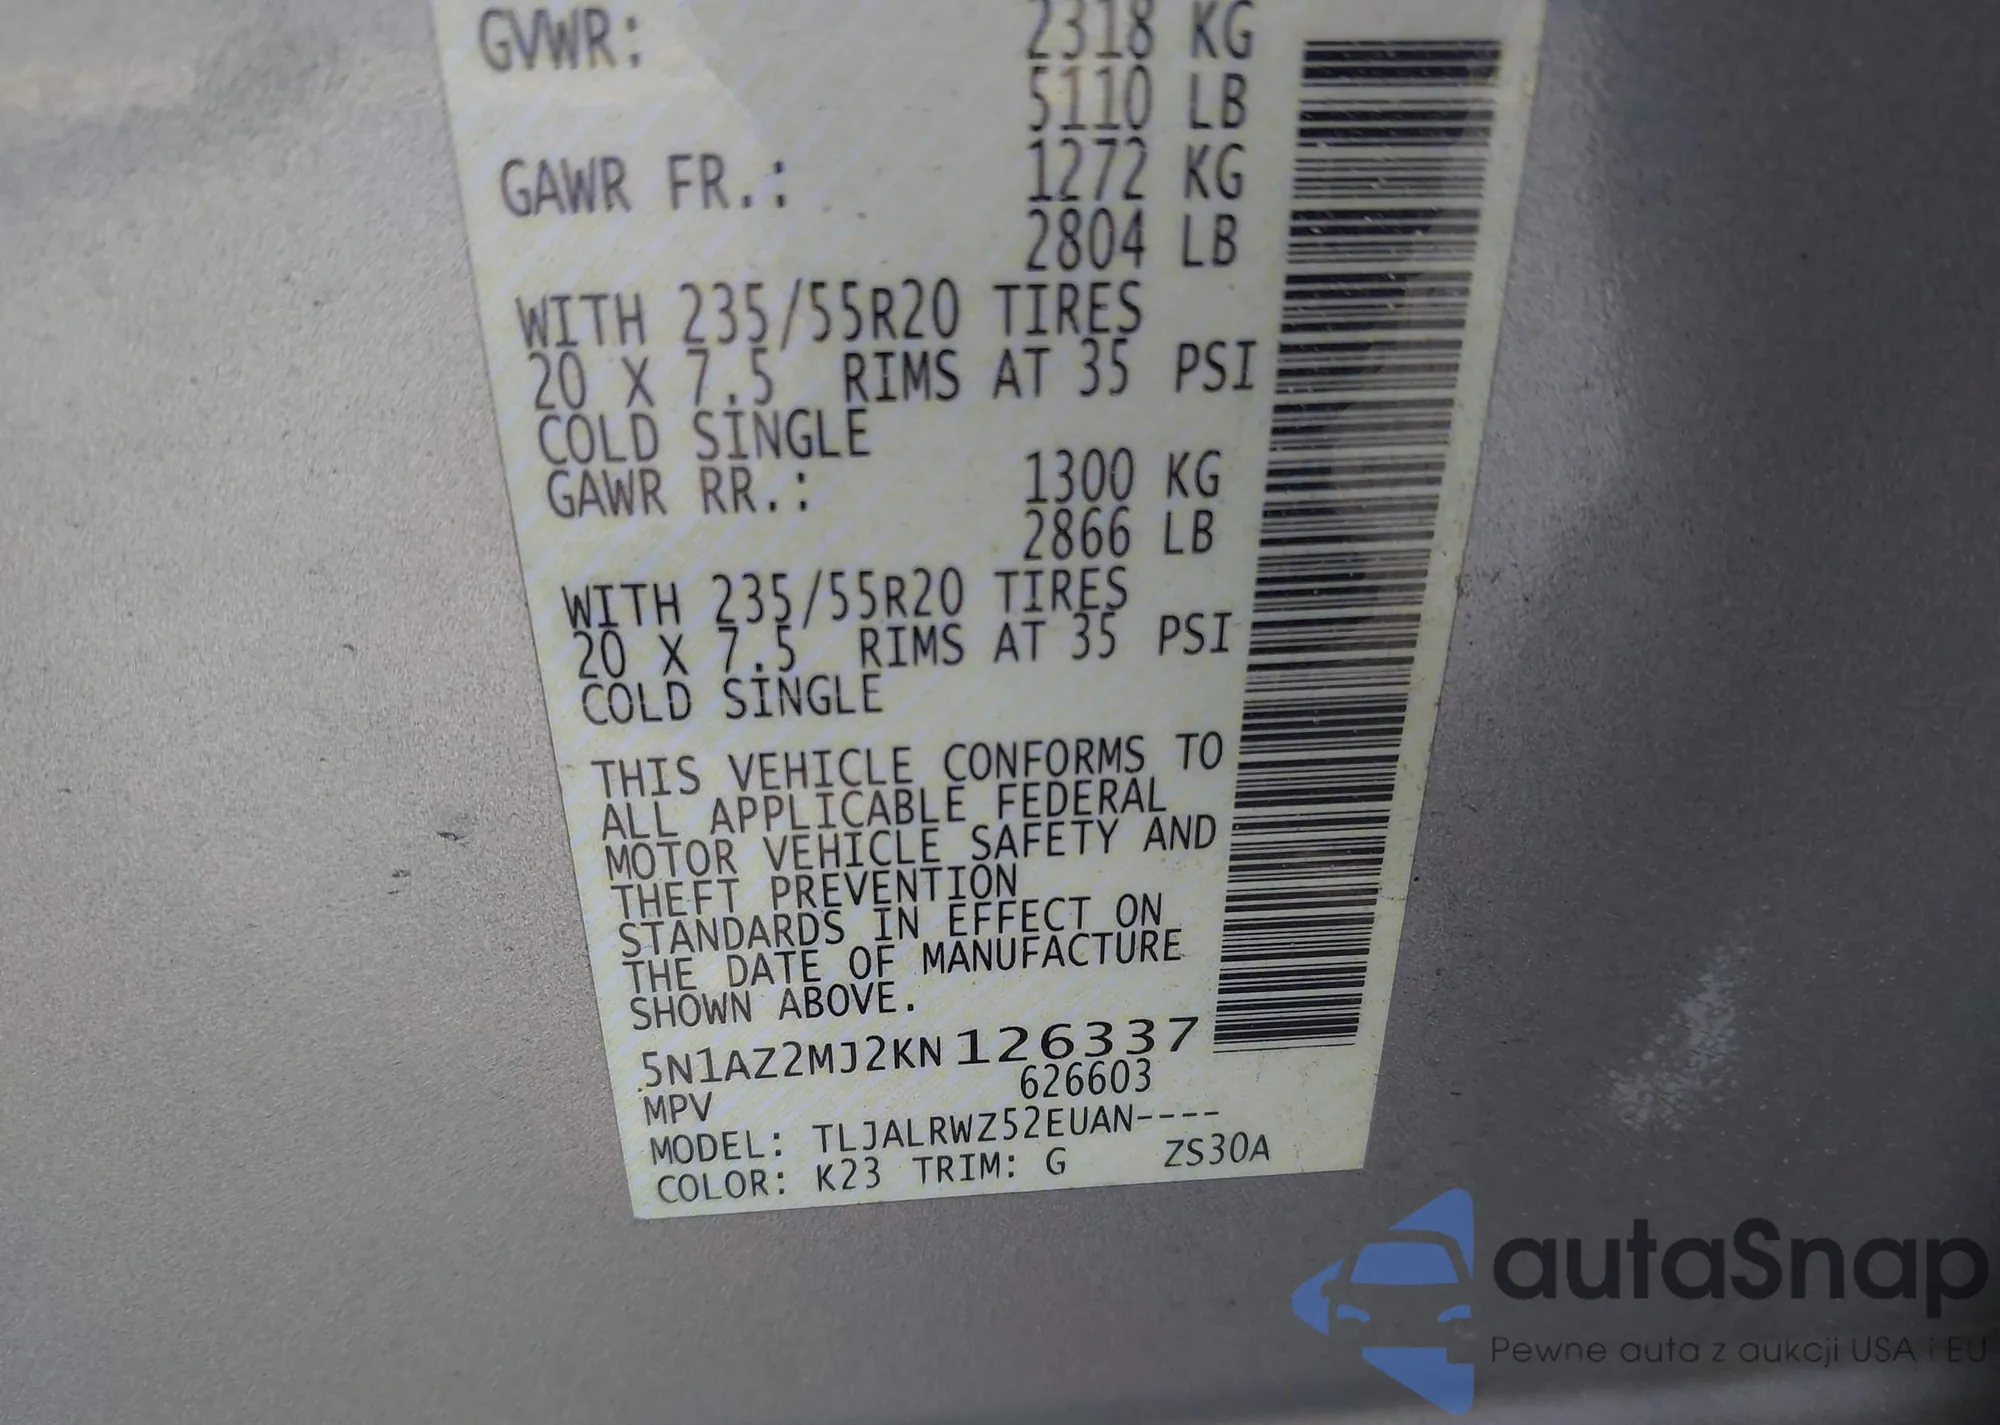 GVWR: 2318 KG
5110 LB
GAWR FR.: 1272 KG
2804 LB
WITH 235/55R20 TIRES
20 X 7.5 RIMS AT 35 PSI
COLD SINGLE
GAWR RR.: 1300 KG
2866 LB
WITH 235/55R20 TIRES
20 X 7.5 RIMS AT 35 PSI
COLD SINGLE
THIS VEHICLE CONFORMS TO
ALL APPLICABLE FEDERAL
MOTOR VEHICLE SAFETY AND
THEFT PREVENTION
STANDARDS IN EFFECT ON
THE DATE OF MANUFACTURE
SHOWN ABOVE.
5N1AZ2MJ2KN126337
MPV 626603
MODEL: TLJALRWZ52EUAN----
COLOR: K23 TRIM: G ZS30A
autaSnap
Pewne auta z aukcji USA i EU